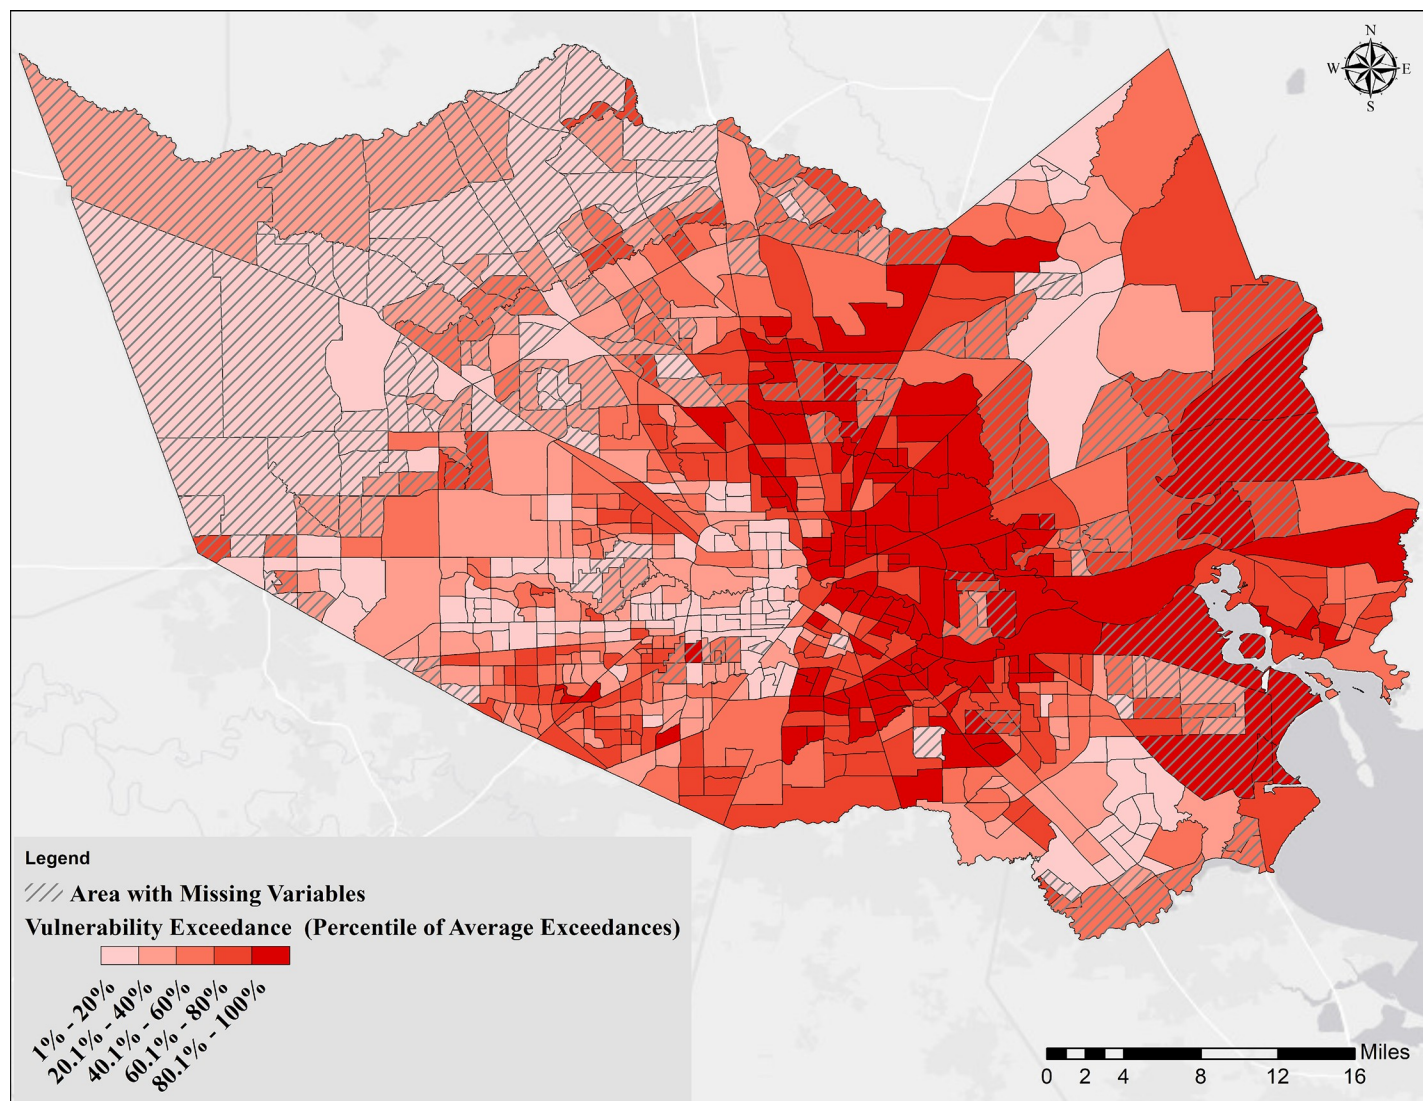 N
W E
S
Legend
Area with Missing Variables
Vulnerability Exceedance (Percentile of Average Exceedances)
1% - 20%
20.1% - 40%
40.1% - 60%
60.1% - 80%
80.1% - 100%
Miles
0 2 4 8 12 16